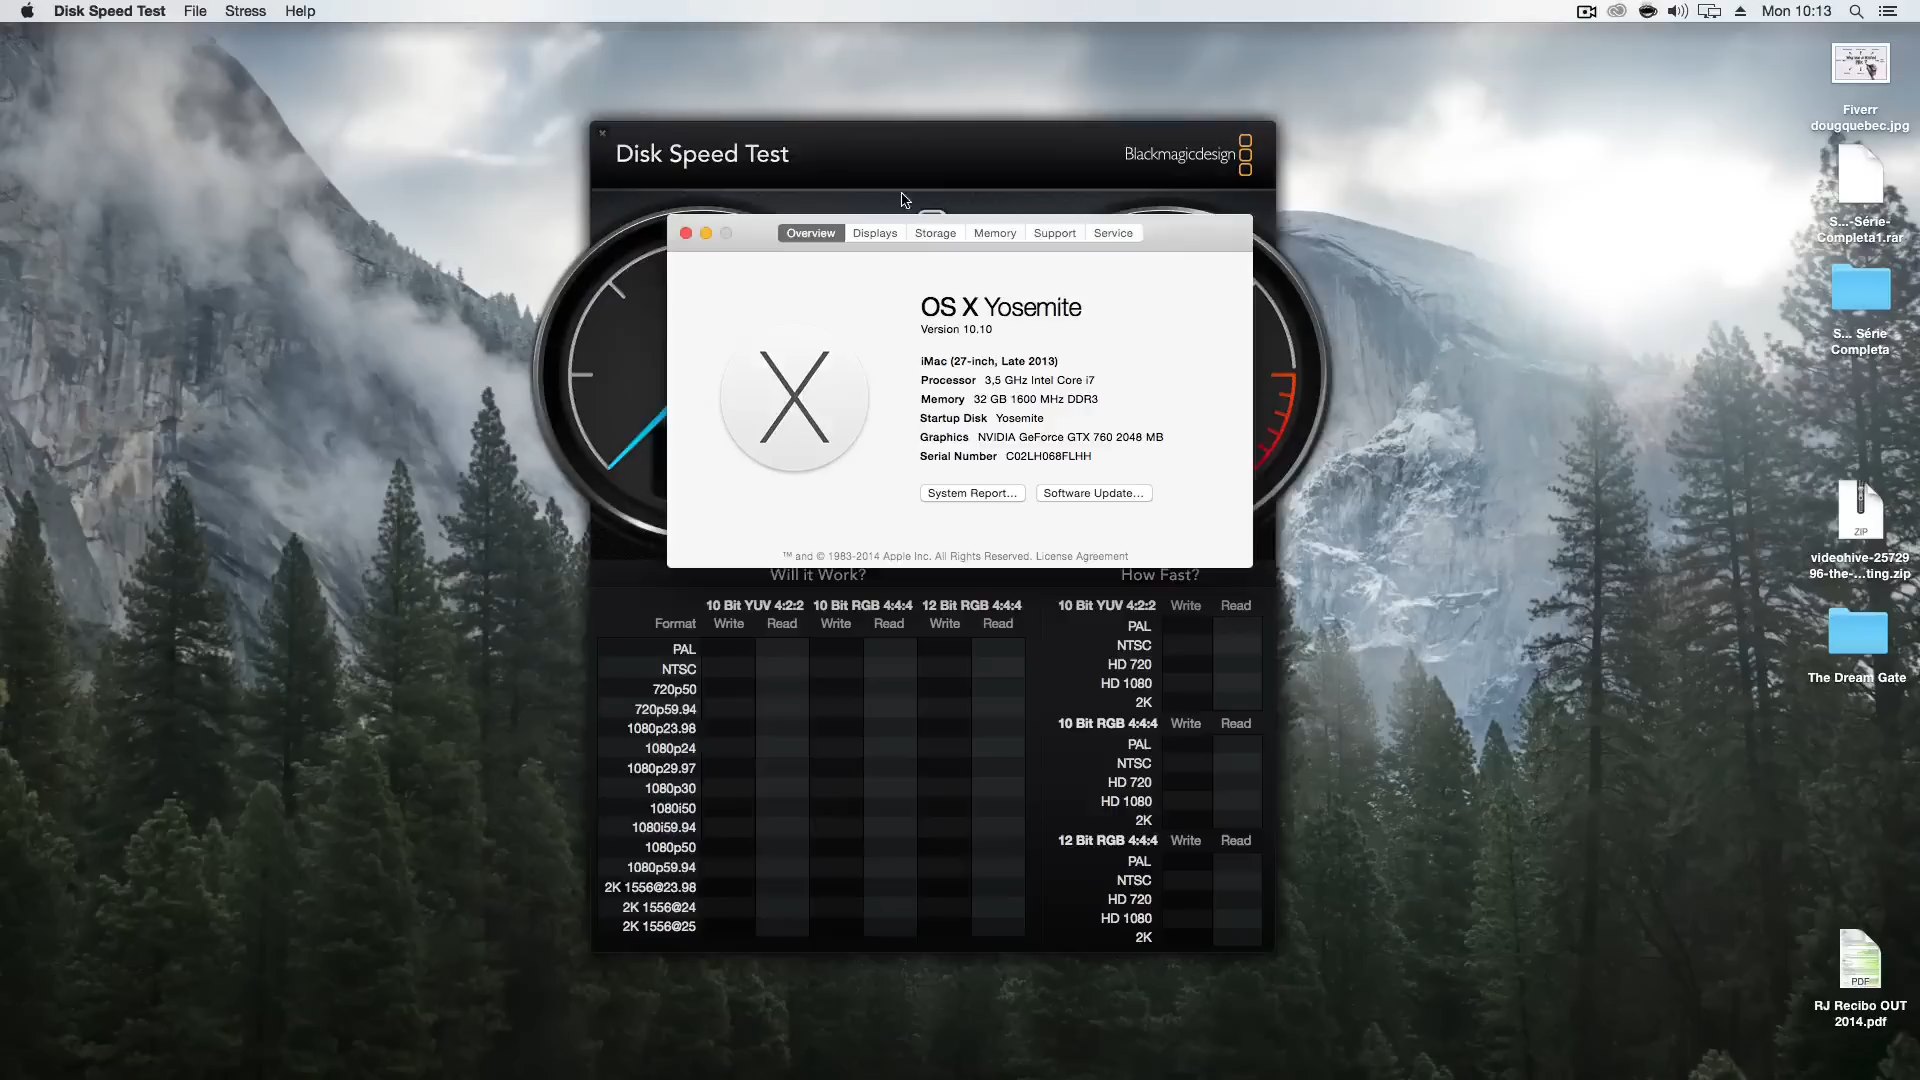 Disk Speed Test File Stress Help
Mon 10:13
Fiverr
dougquebec.jpg
S...-Série-
Completa1.rar
S... Série
Completa
ZIP
videohive-25729
96-the-...ting.zip
The Dream Gate
PDF
RJ Recibo OUT
2014.pdf
Disk Speed Test
Blackmagicdesign
Overview Displays Storage Memory Support Service
OS X Yosemite
Version 10.10
iMac (27-inch, Late 2013)
Processor 3,5 GHz Intel Core i7
Memory 32 GB 1600 MHz DDR3
Startup Disk Yosemite
Graphics NVIDIA GeForce GTX 760 2048 MB
Serial Number C02LH068FLHH
System Report... Software Update...
™ and © 1983-2014 Apple Inc. All Rights Reserved. License Agreement
Will it Work?
10 Bit YUV 4:2:2 10 Bit RGB 4:4:4 12 Bit RGB 4:4:4
Format Write Read Write Read Write Read
PAL
NTSC
720p50
720p59.94
1080p23.98
1080p24
1080p29.97
1080p30
1080i50
1080i59.94
1080p50
1080p59.94
2K 1556@23.98
2K 1556@24
2K 1556@25
How Fast?
10 Bit YUV 4:2:2 Write Read
PAL
NTSC
HD 720
HD 1080
2K
10 Bit RGB 4:4:4 Write Read
PAL
NTSC
HD 720
HD 1080
2K
12 Bit RGB 4:4:4 Write Read
PAL
NTSC
HD 720
HD 1080
2K